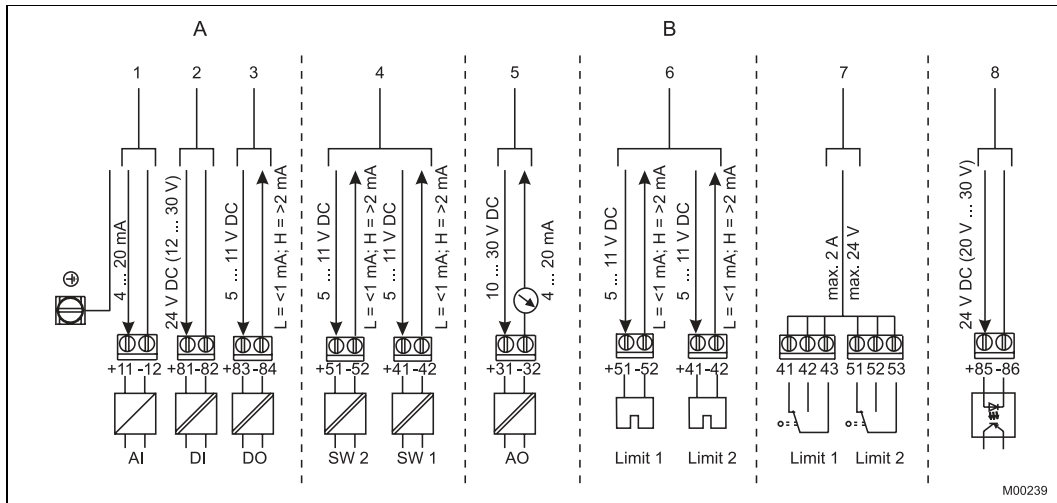 A B
1 2 3 4 5 6 7 8
4 ... 20 mA
24 V DC (12 ... 30 V)
5 ... 11 V DC
L = <1 mA; H = >2 mA
5 ... 11 V DC
L = <1 mA; H = >2 mA
5 ... 11 V DC
L = <1 mA; H = >2 mA
10 ... 30 V DC
4 ... 20 mA
5 ... 11 V DC
L = <1 mA; H = >2 mA
5 ... 11 V DC
L = <1 mA; H = >2 mA
max. 2 A
max. 24 V
24 V DC (20 V ... 30 V)
+11 -12 +81 -82 +83 -84 +51 -52 +41 -42 +31 -32 +51 -52 +41 -42 41 42 43 51 52 53 +85 -86
AI DI DO SW 2 SW 1 AO Limit 1 Limit 2 Limit 1 Limit 2
M00239